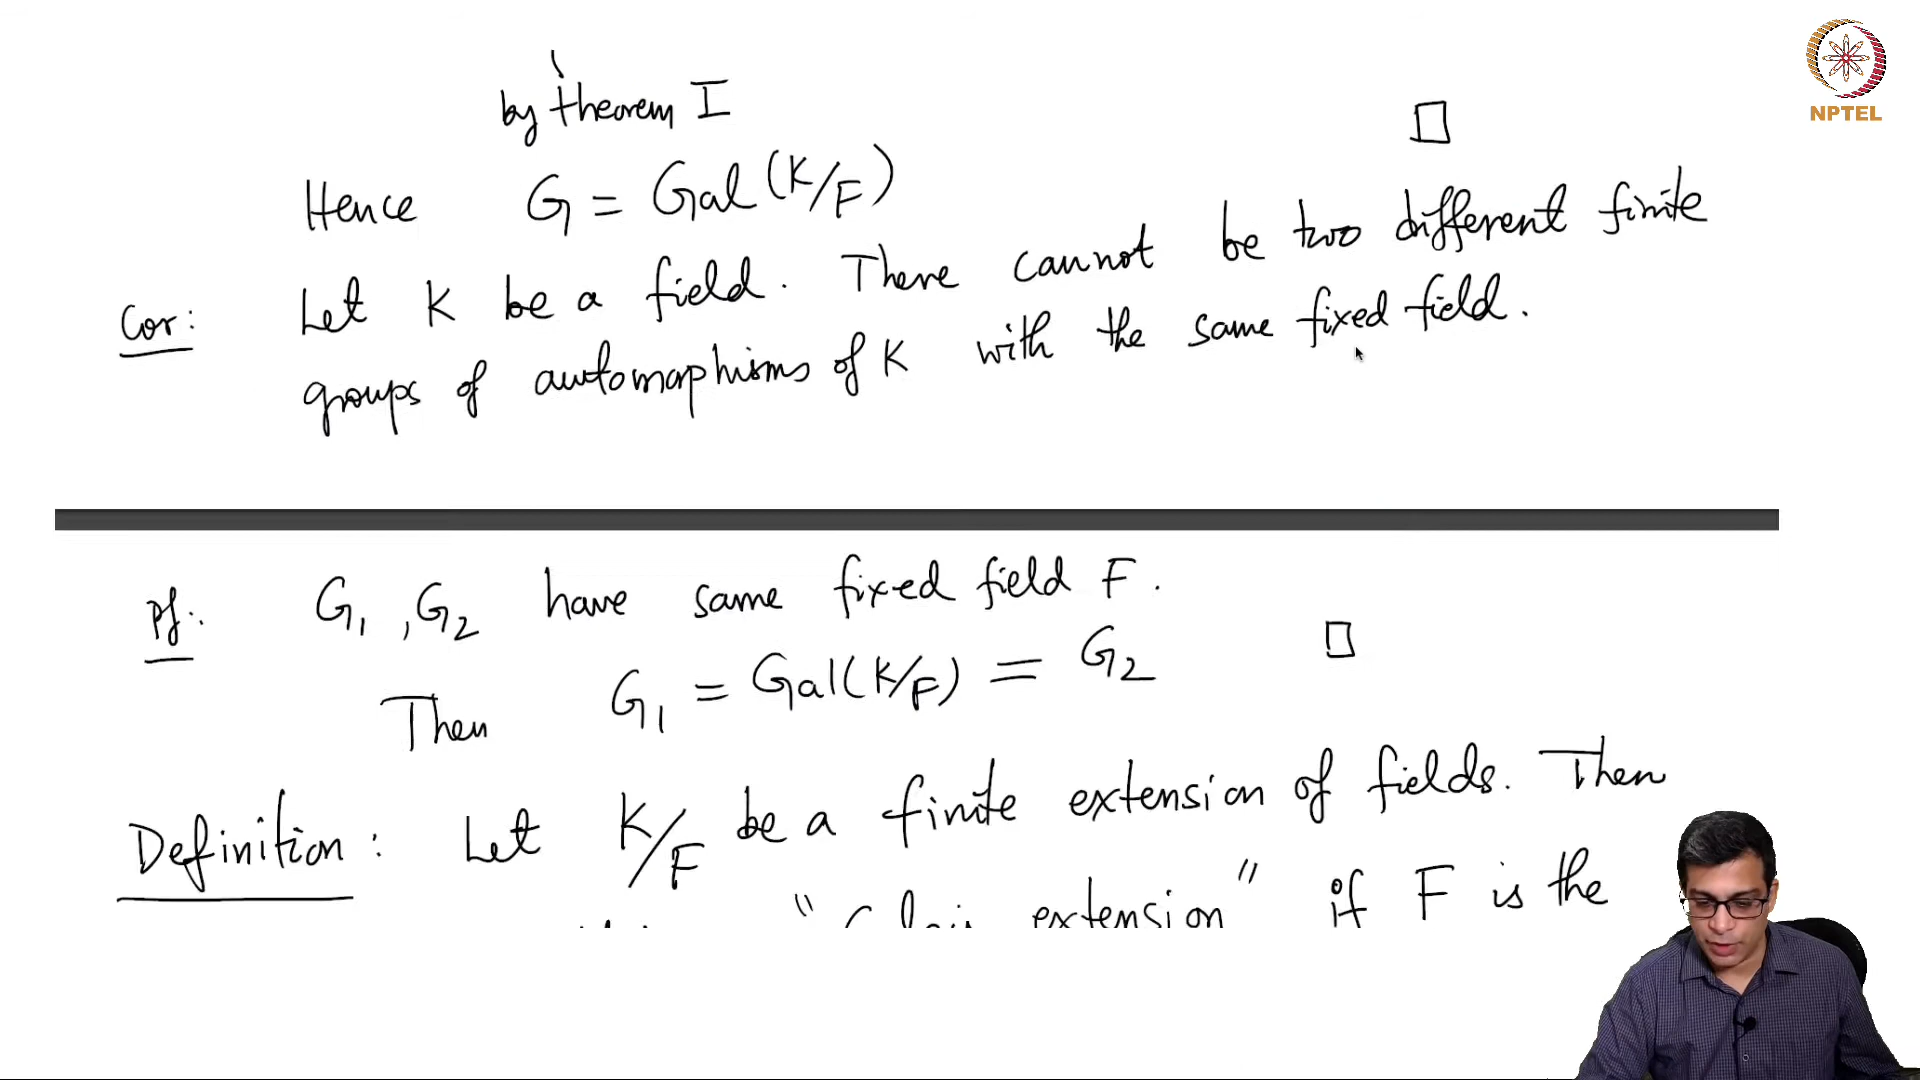 by theorem I
NPTEL
Hence G = Gal (K/F) □
Cor: Let K be a field. There cannot be two different finite
groups of automorphisms of K with the same fixed field.
Pf: G₁, G₂ have same fixed field F.
Then G₁ = Gal(K/F) = G₂ □
Definition: Let K/F be a finite extension of fields. Then
" extension" if F is the